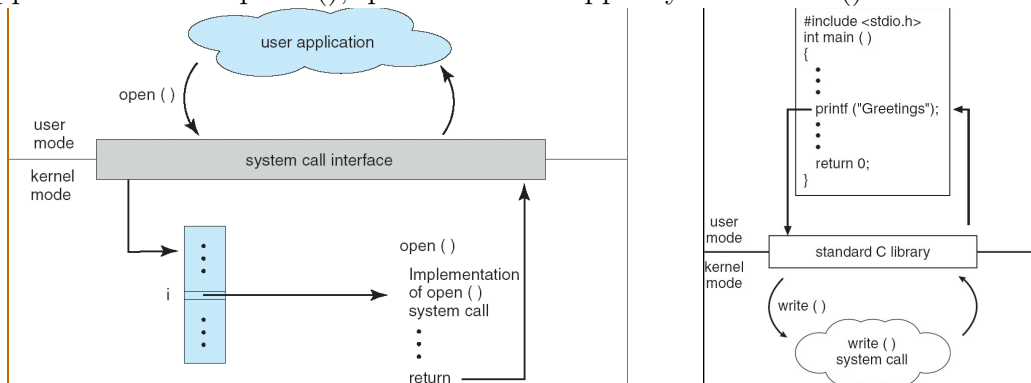 user application
open ( )
user
mode
system call interface
kernel
mode
open ( )
Implementation
of open ( )
system call
i
return
#include <stdio.h>
int main ( )
{
printf ("Greetings");
return 0;
}
user
mode
standard C library
kernel
mode
write ( )
write ( )
system call